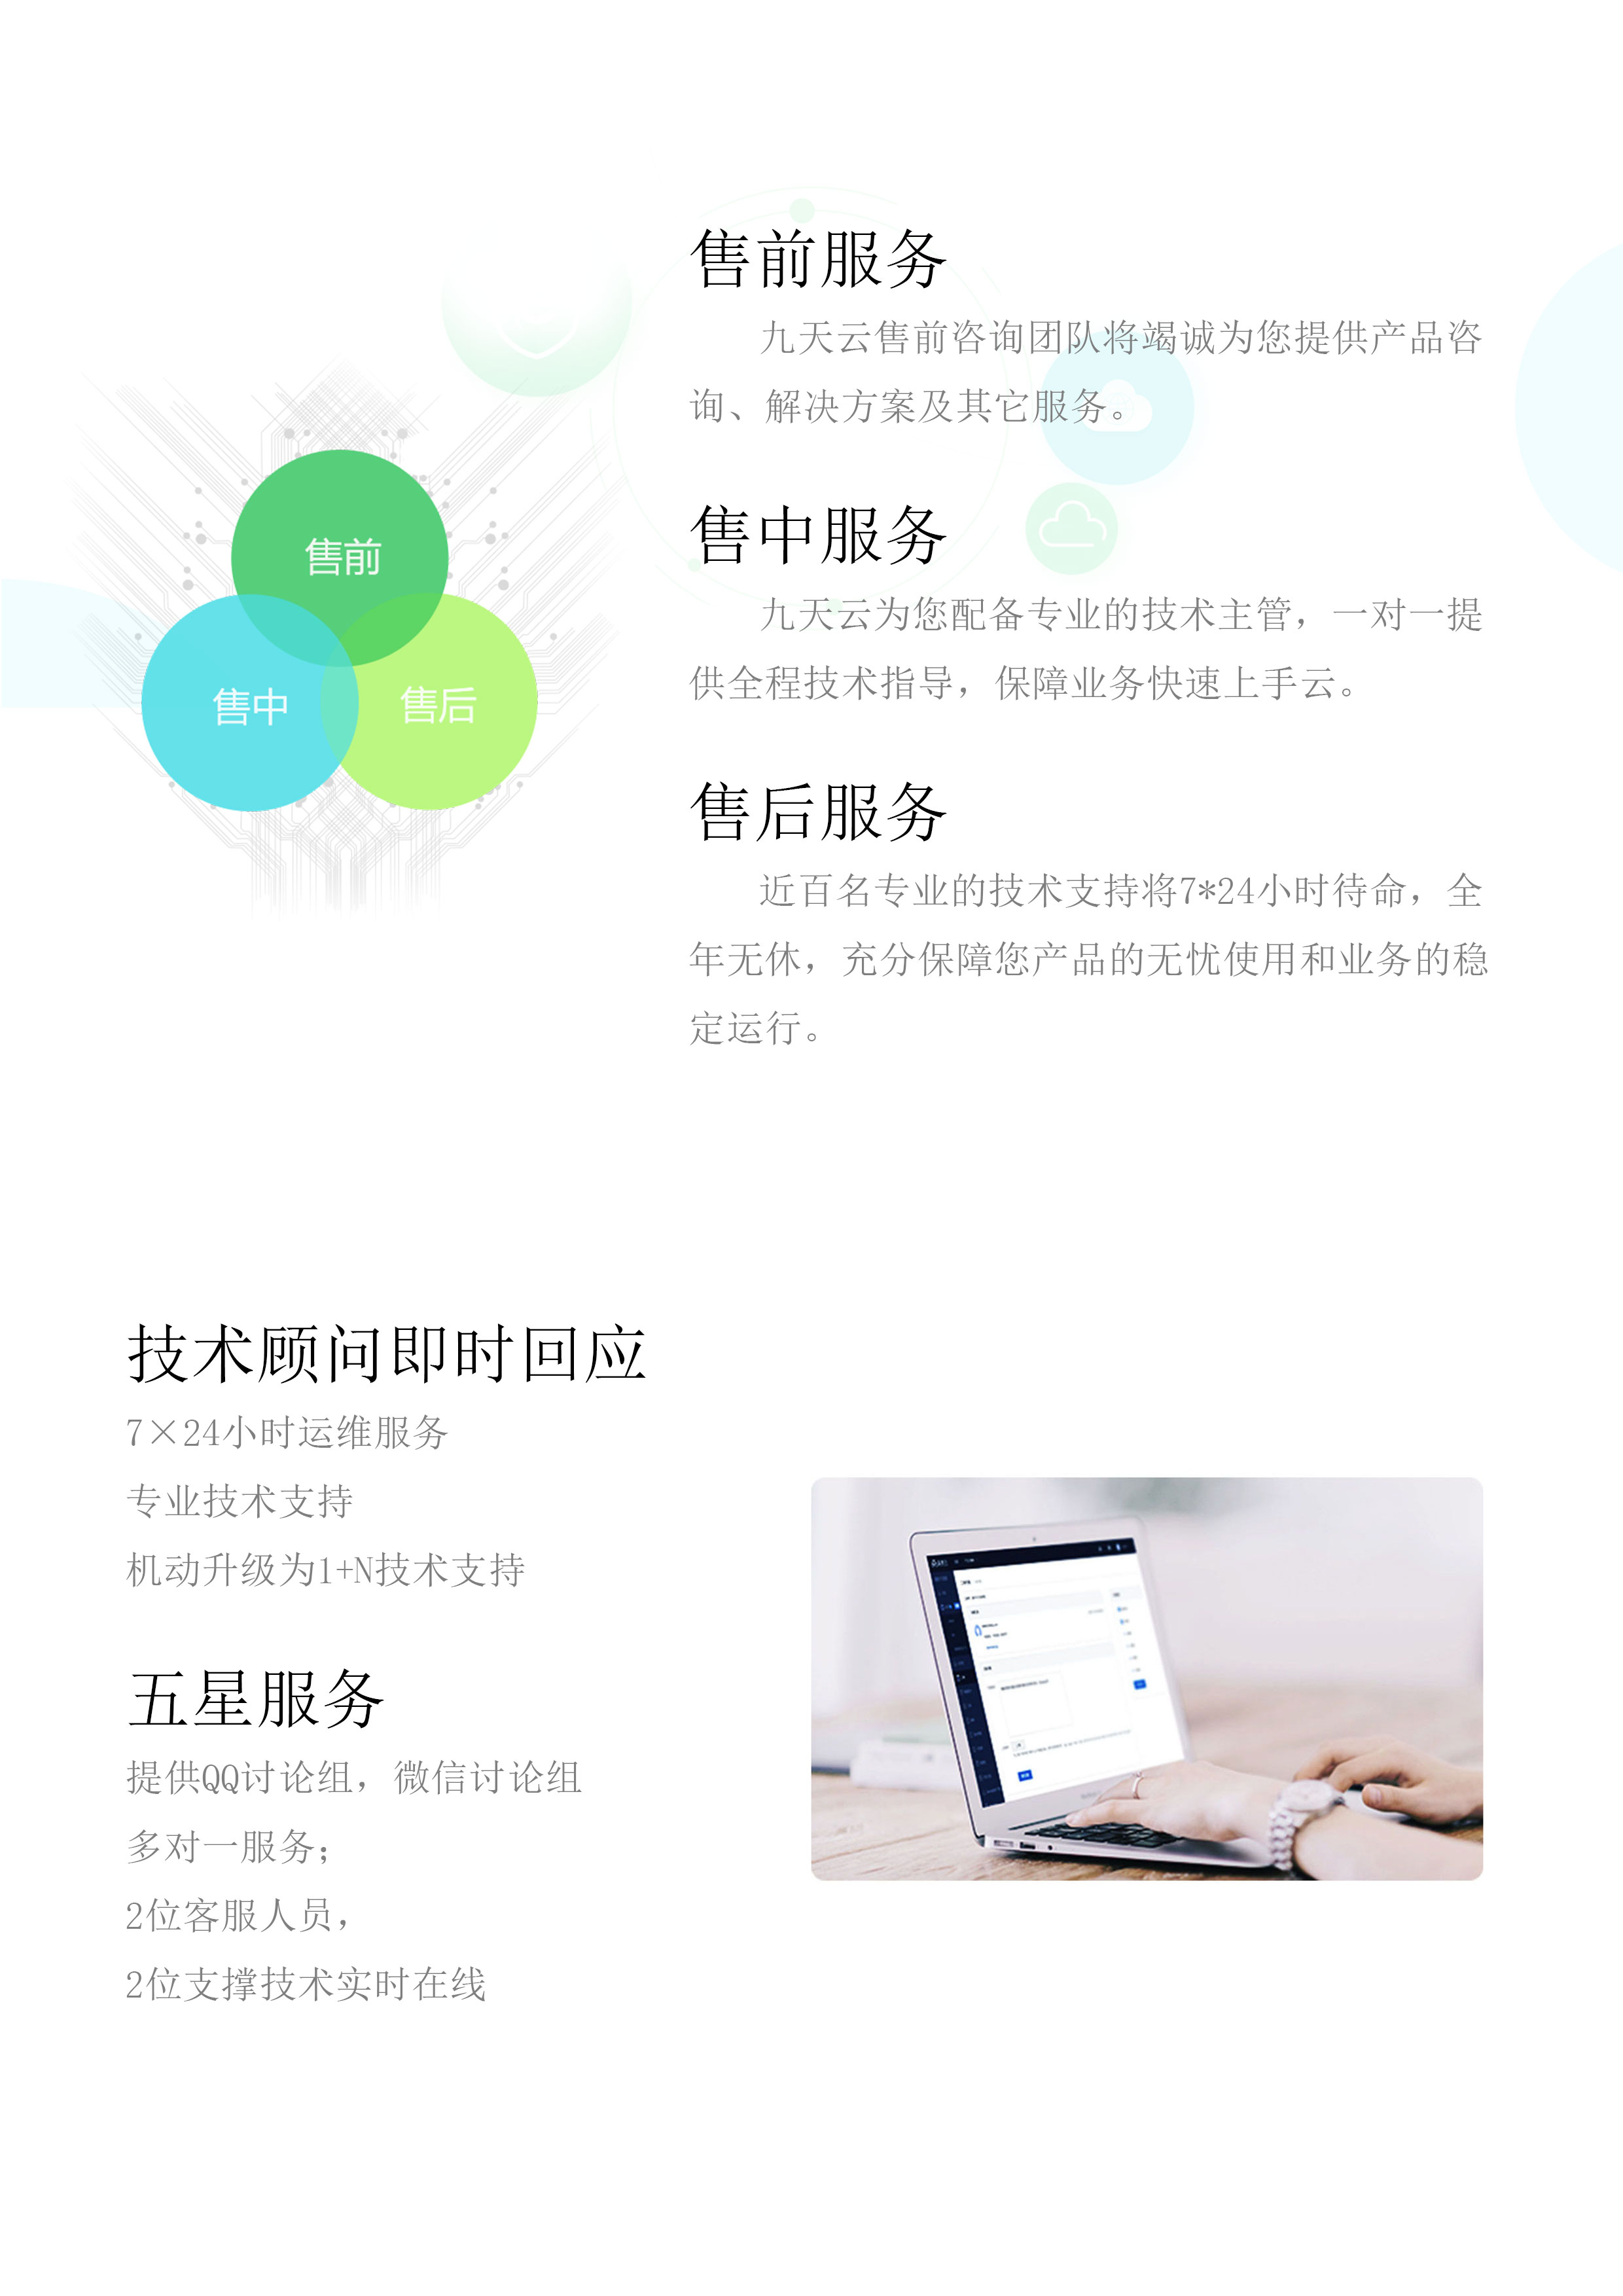 售前服务
九天云售前咨询团队将竭诚为您提供产品咨
询、解决方案及其它服务。
售前
售中
售后
售中服务
九天云为您配备专业的技术主管，一对一提
供全程技术指导，保障业务快速上手云。
售后服务
近百名专业的技术支持将7*24小时待命，全
年无休，充分保障您产品的无忧使用和业务的稳
定运行。
技术顾问即时回应
7×24小时运维服务
专业技术支持
机动升级为1+N技术支持
五星服务
提供QQ讨论组，微信讨论组
多对一服务；
2位客服人员，
2位支撑技术实时在线